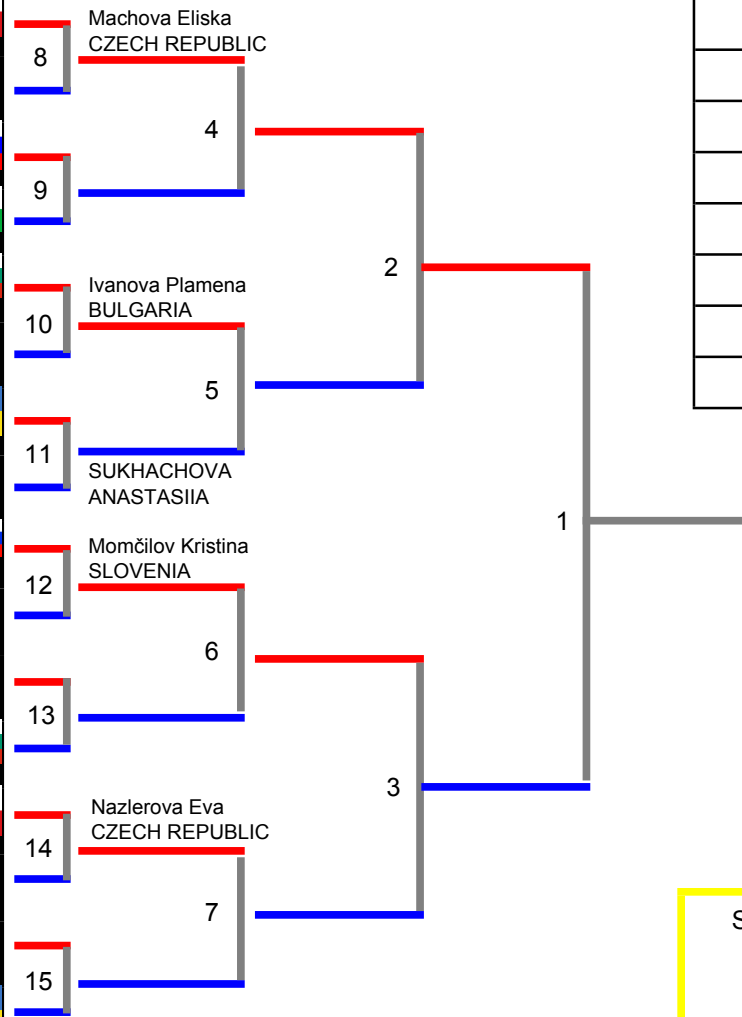 Machova Eliska
CZECH REPUBLIC
8
4
9
2
Ivanova Plamena
BULGARIA
10
5
11
SUKHACHOVA
ANASTASIIA
1
Momčilov Kristina
SLOVENIA
12
6
13
3
Nazlerova Eva
CZECH REPUBLIC
14
7
S
15